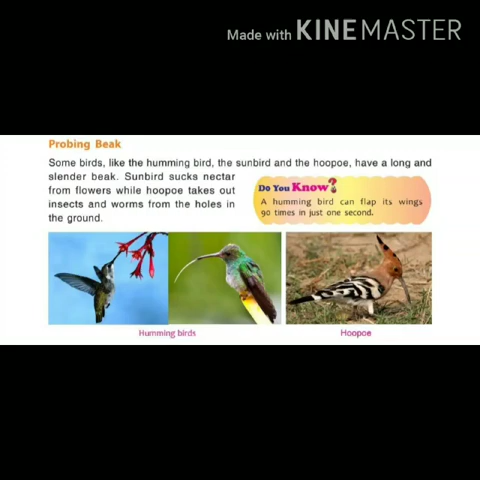 Made with KINEMASTER
Probing Beak
Some birds, like the humming bird, the sunbird and the hoopoe, have a long and
slender beak. Sunbird sucks nectar
from flowers while hoopoe takes out
insects and worms from the holes in
the ground.
Do You Know?
A humming bird can flap its wings
90 times in just one second.
Humming birds
Hoopoe